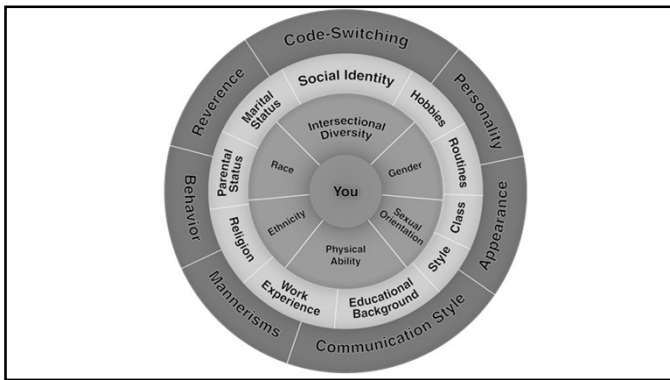 Code-Switching
Personality
Appearance
Communication Style
Mannerisms
Behavior
Reverence
Social Identity
Hobbies
Routines
Class
Style
Educational
Background
Work
Experience
Religion
Parental
Status
Marital
Status
Intersectional
Diversity
Gender
Sexual
Orientation
Physical
Ability
Ethnicity
Race
You